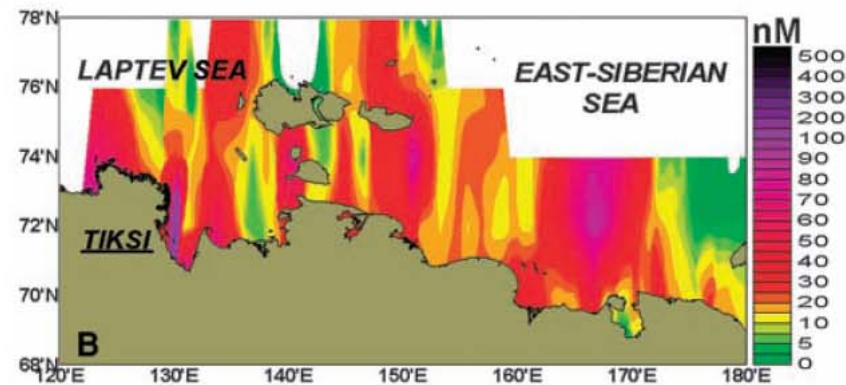 78'N
76'N
74'N
72'N
70'N
68'N
120'E
130'E
140'E
150'E
160'E
170'E
180'E
LAPTEV SEA
EAST-SIBERIAN
SEA
TIKSI
B
nM
500
400
300
200
100
90
80
70
60
50
40
30
20
10
5
0